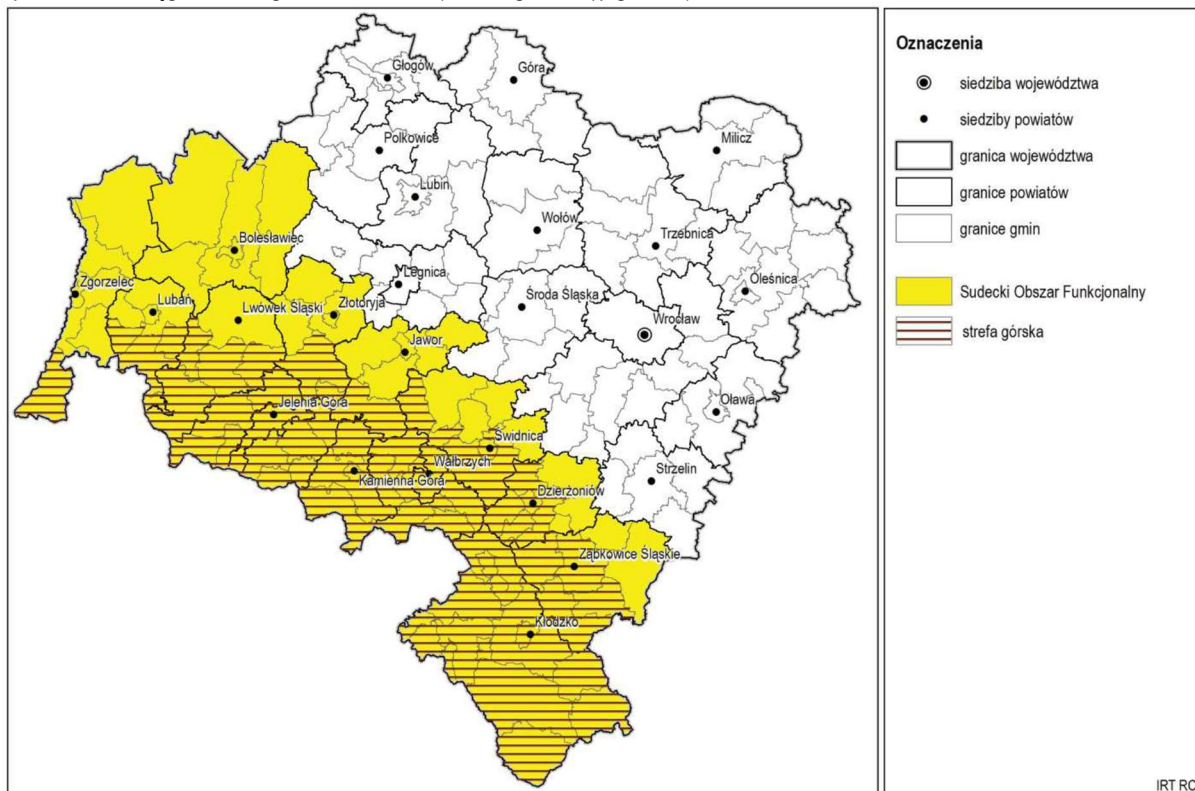 Głogów
Góra
Polkowice
Milicz
Lubin
Wołów
Trzebnica
Bolesławiec
Legnica
Oleśnica
Zgorzelec
Lubań
Lwówek Śląski
Złotoryja
Środa Śląska
Wrocław
Jawor
Jelenia Góra
Oława
Świdnica
Wałbrzych
Kamienna Góra
Strzelin
Dzierżoniów
Ząbkowice Śląskie
Kłodzko
Oznaczenia
siedziba województwa
siedziby powiatów
granica województwa
granice powiatów
granice gmin
Sudecki Obszar Funkcjonalny
strefa górska
IRT RO